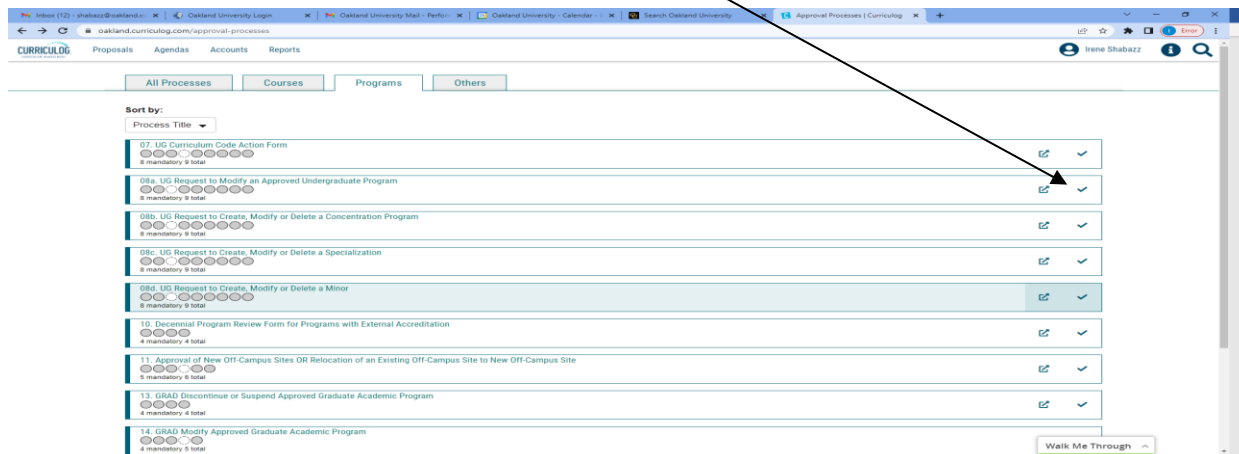 Inbox (12) - shabazz@oakland.e
Oakland University Login
Oakland University Mail - Perfor
Oakland University - Calendar -
Search Oakland University
Approval Processes | Curriculog
oakland.curriculog.com/approval-processes
Error
CURRICULOG
Proposals Agendas Accounts Reports
Irene Shabazz
All Processes Courses Programs Others
Sort by:
Process Title
07. UG Curriculum Code Action Form
8 mandatory 9 total
08a. UG Request to Modify an Approved Undergraduate Program
8 mandatory 9 total
08b. UG Request to Create, Modify or Delete a Concentration Program
8 mandatory 9 total
08c. UG Request to Create, Modify or Delete a Specialization
8 mandatory 9 total
08d. UG Request to Create, Modify or Delete a Minor
8 mandatory 9 total
10. Decennial Program Review Form for Programs with External Accreditation
4 mandatory 4 total
11. Approval of New Off-Campus Sites OR Relocation of an Existing Off-Campus Site to New Off-Campus Site
5 mandatory 6 total
13. GRAD Discontinue or Suspend Approved Graduate Academic Program
4 mandatory 4 total
14. GRAD Modify Approved Graduate Academic Program
4 mandatory 5 total
Walk Me Through